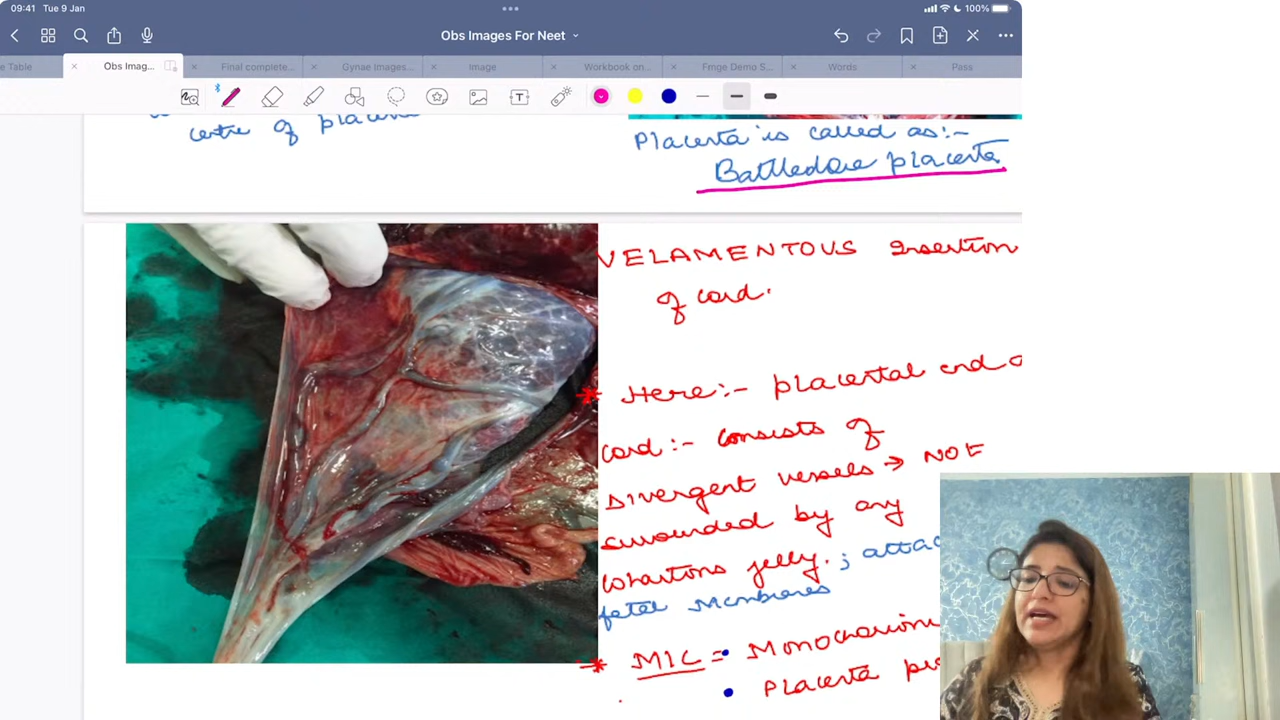 09:41 Tue 9 Jan
100%
Obs Images For Neet
e Table
Obs Imag...
Final complete...
Gynae Images...
Image
Workbook on...
Fmge Demo S...
Words
Pass
centre of placenta
Placenta is called as:-
Battledore placenta
VELAMENTOUS Insertion
of cord.
* Here:- placental end o
cord:- consists of
divergent vessels → NOT
surrounded by any
whartons jelly. ; attac
fetal membranes
* MIC = • Monochorioni
• Placenta pre